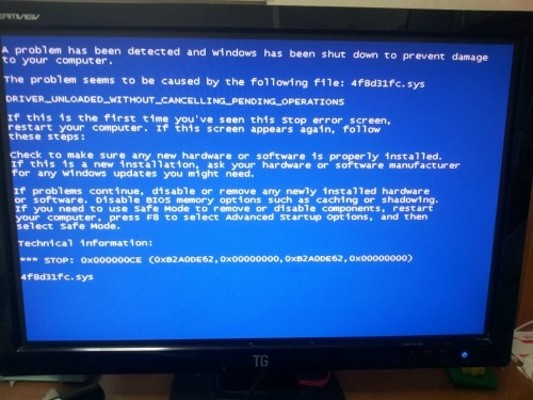 A problem has been detected and windows has been shut down to prevent damage
to your computer.
The problem seems to be caused by the following file: 4f8d31fc.sys
DRIVER_UNLOADED_WITHOUT_CANCELLING_PENDING_OPERATIONS
If this is the first time you've seen this Stop error screen,
restart your computer. If this screen appears again, follow
these steps:
Check to make sure any new hardware or software is properly installed.
If this is a new installation, ask your hardware or software manufacturer
for any Windows updates you might need.
If problems continue, disable or remove any newly installed hardware
or software. Disable BIOS memory options such as caching or shadowing.
If you need to use Safe Mode to remove or disable components, restart
your computer, press F8 to select Advanced Startup Options, and then
select Safe Mode.
Technical information:
*** STOP: 0x000000CE (0xB2A0DE62,0x00000000,0xB2A0DE62,0x00000000)
4f8d31fc.sys
TG